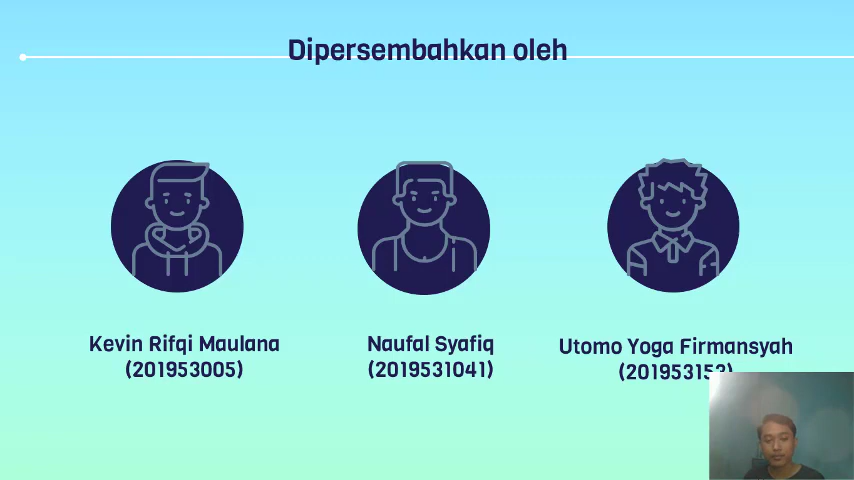 Dipersembahkan oleh
Kevin Rifqi Maulana
(201953005)
Naufal Syafiq
(2019531041)
Utomo Yoga Firmansyah